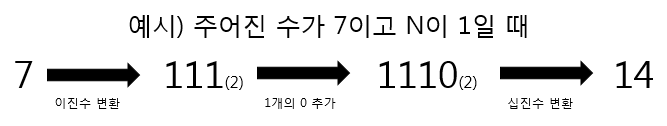 예시) 주어진 수가 7이고 N이 1일 때
7 111(2) 1110(2) 14
이진수 변환 1개의 0 추가 십진수 변환